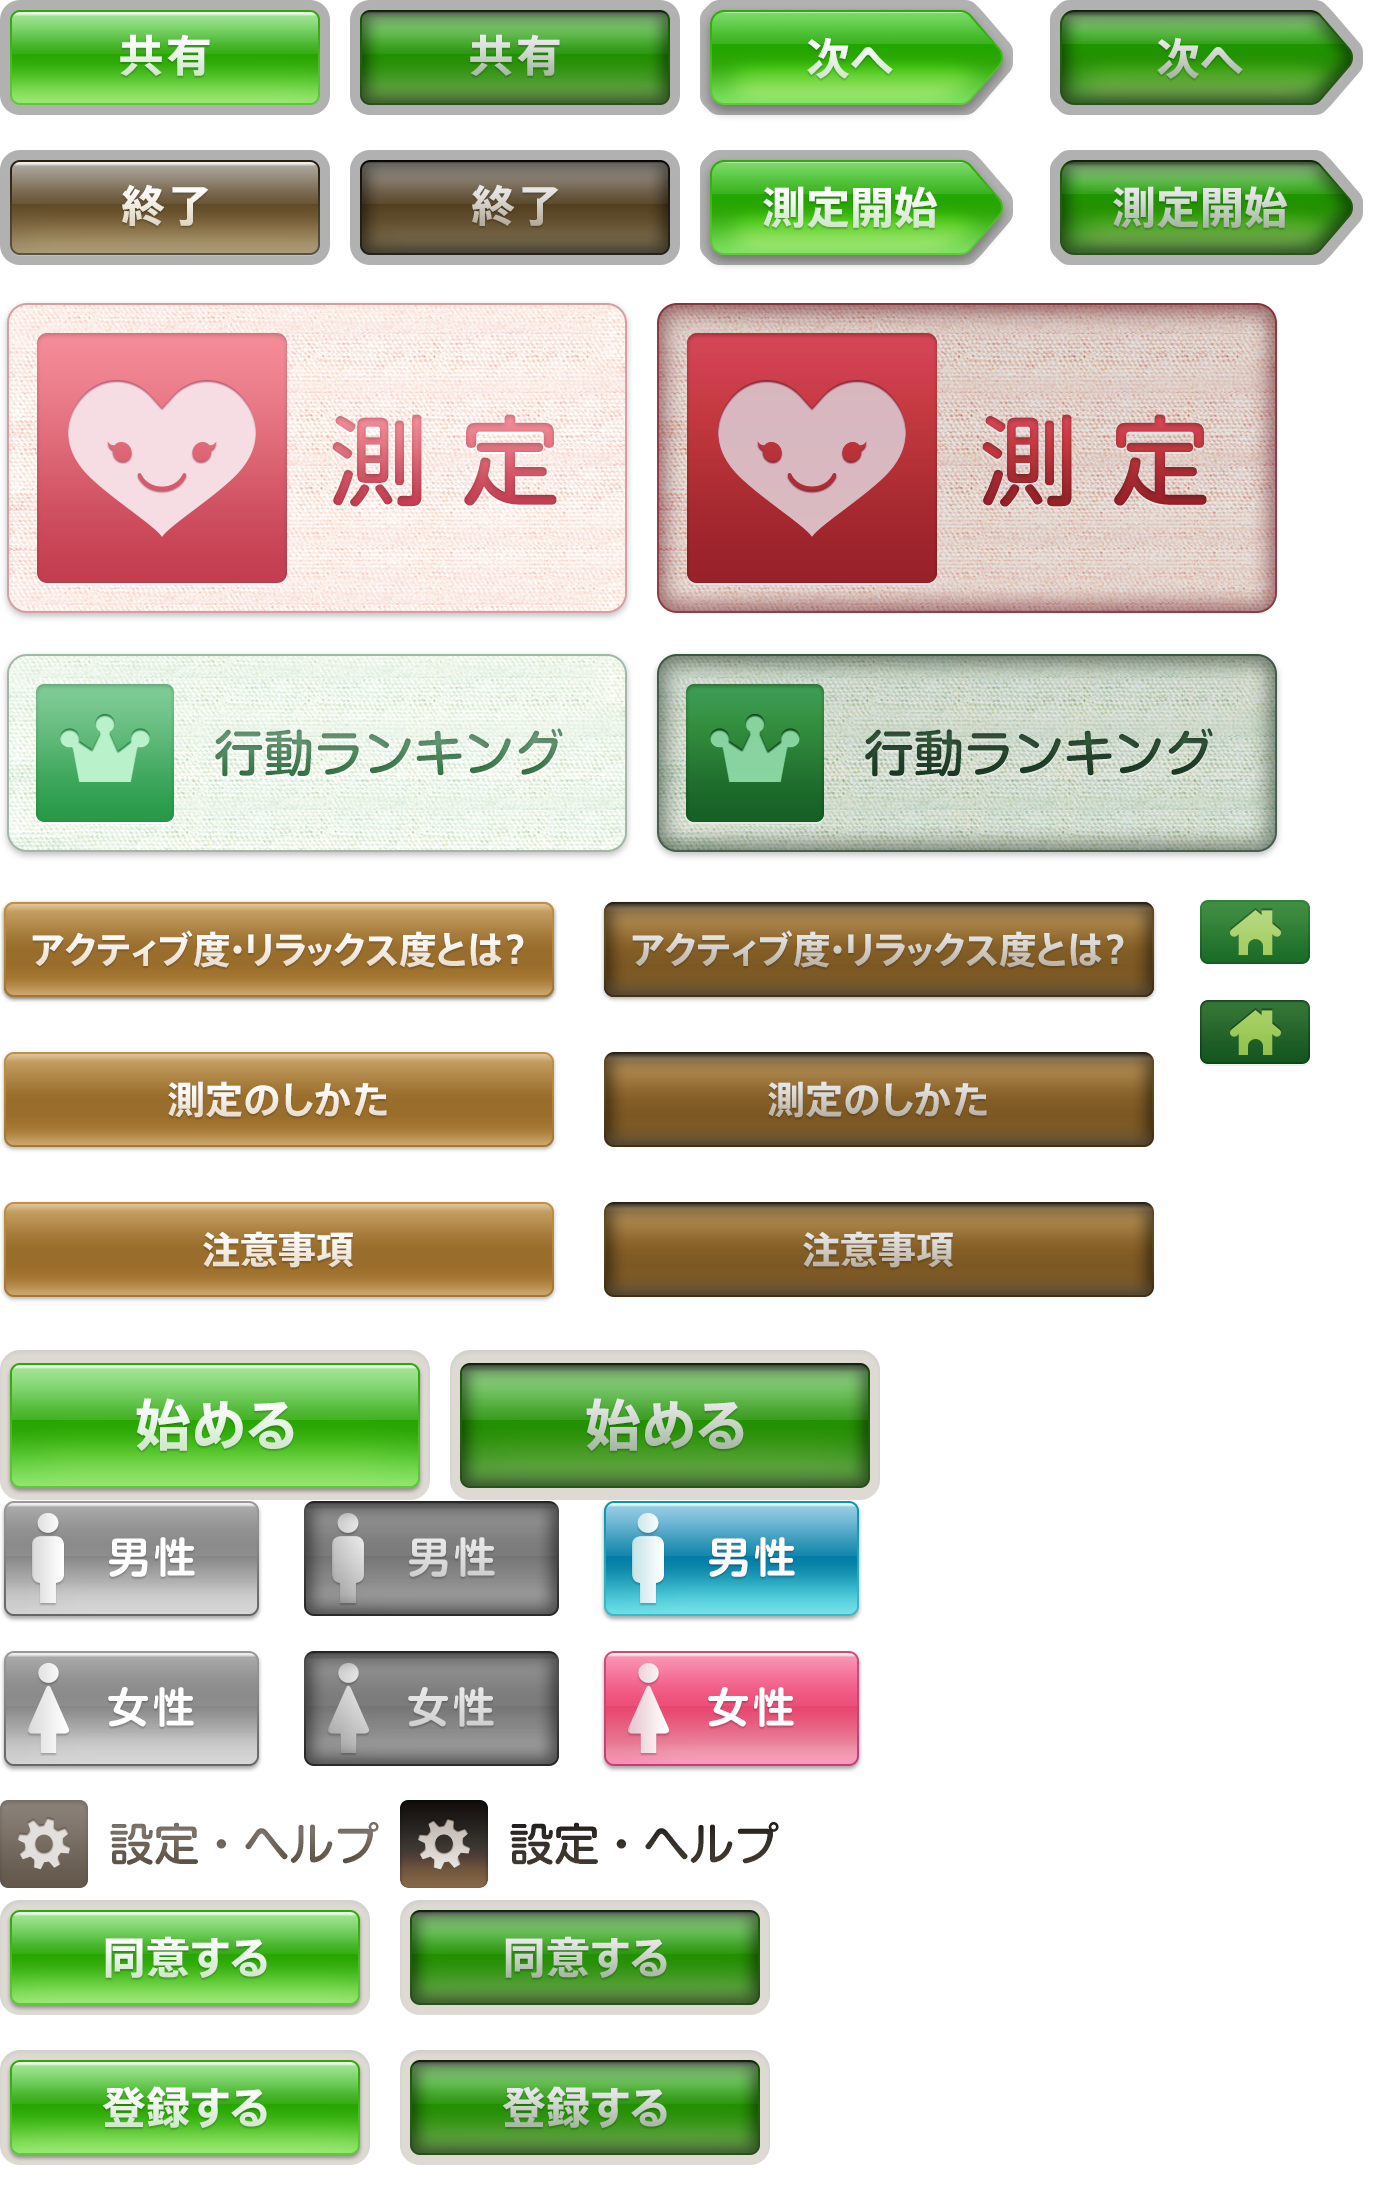 共有 共有 次へ 次へ
終了 終了 測定開始 測定開始
測定 測定
行動ランキング 行動ランキング
アクティブ度・リラックス度とは? アクティブ度・リラックス度とは?
測定のしかた 測定のしかた
注意事項 注意事項
始める 始める
男性 男性 男性
女性 女性 女性
設定・ヘルプ 設定・ヘルプ
同意する 同意する
登録する 登録する